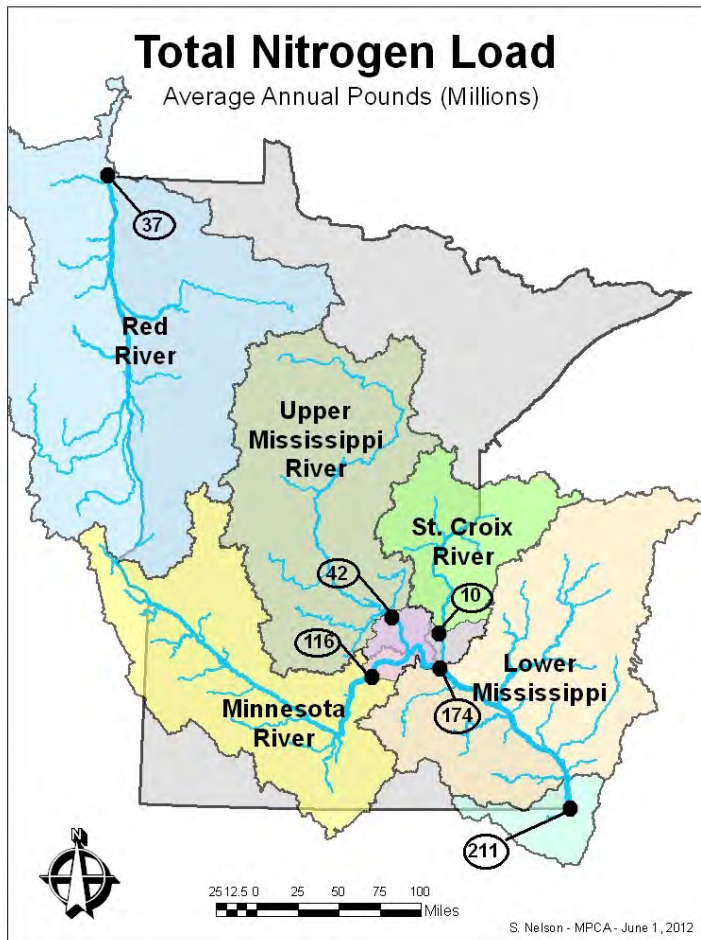 Total Nitrogen Load
Average Annual Pounds (Millions)
37
Red
River
Upper
Mississippi
River
St. Croix
River
42
10
116
Lower
Mississippi
Minnesota
River
174
211
N
25 12.5 0 25 50 75 100
Miles
S. Nelson - MPCA - June 1, 2012